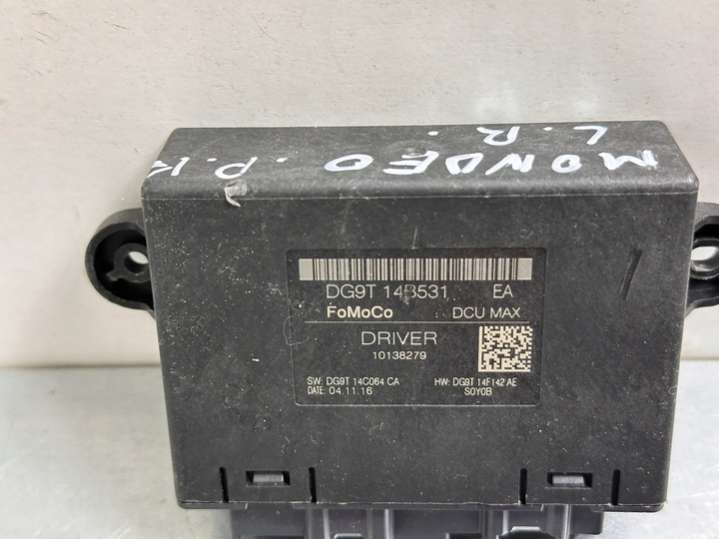 L.R.
MONDEO . P.K
DG9T 14B531 EA
FoMoCo DCU MAX
DRIVER
10138279
SW: DG9T 14C064 CA HW: DG9T 14F142 AE
DATE: 04.11.16 S0Y0B